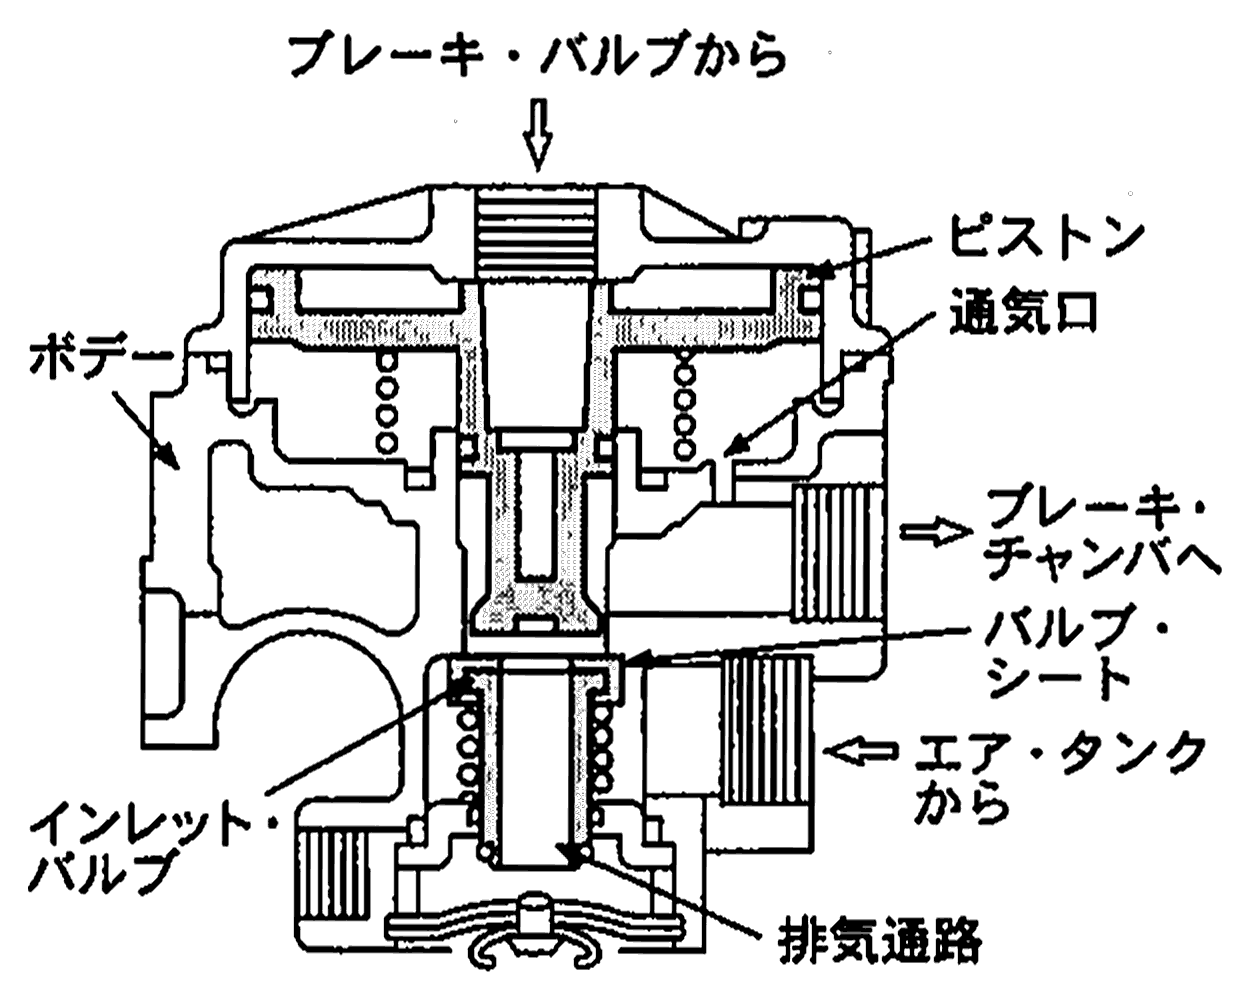 ブレーキ・バルブから
ピストン
通気口
ボデー
ブレーキ・
チャンバへ
バルブ・
シート
エア・タンク
から
インレット・
バルブ
排気通路